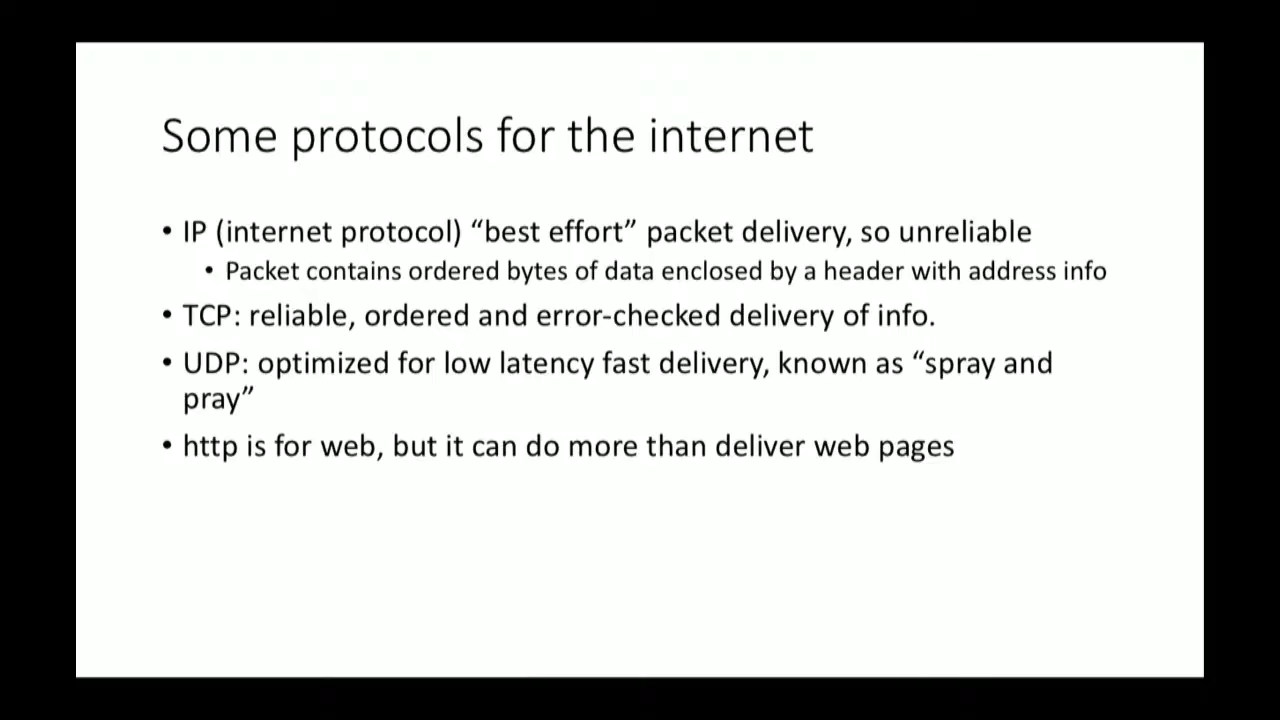 Some protocols for the internet
• IP (internet protocol) “best effort” packet delivery, so unreliable
• Packet contains ordered bytes of data enclosed by a header with address info
• TCP: reliable, ordered and error-checked delivery of info.
• UDP: optimized for low latency fast delivery, known as “spray and
pray”
• http is for web, but it can do more than deliver web pages